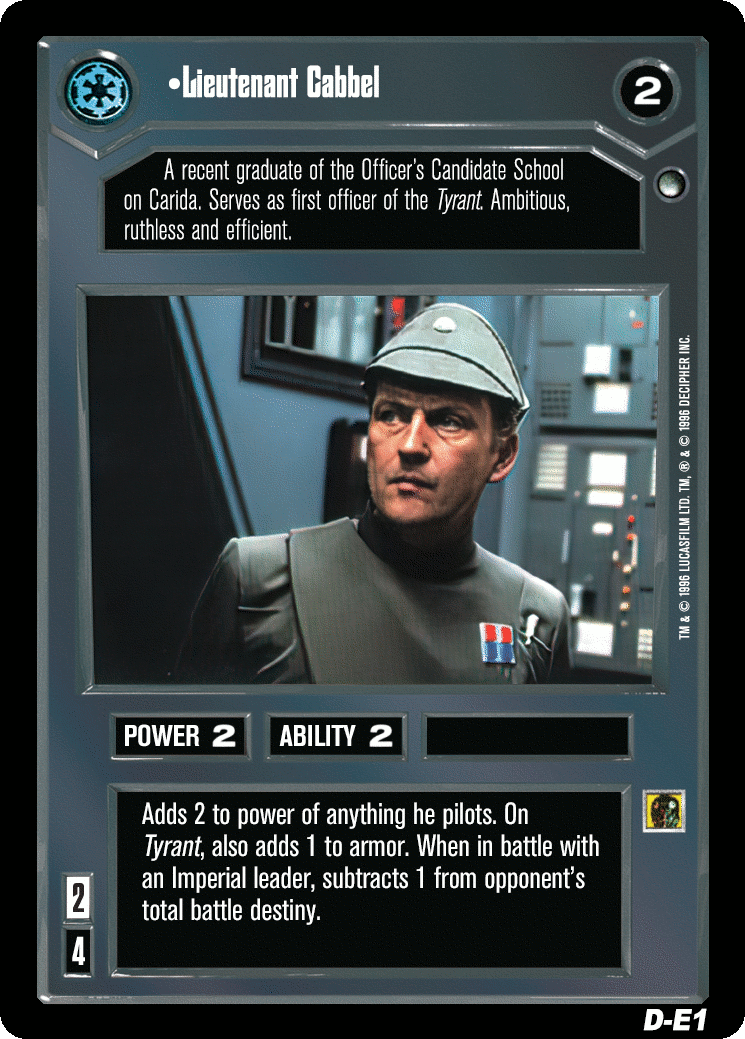 •Lieutenant Cabbel
2
A recent graduate of the Officer's Candidate School
on Carida. Serves as first officer of the Tyrant. Ambitious,
ruthless and efficient.
TM & © 1996 LUCASFILM LTD. TM, ® & © 1996 DECIPHER INC.
POWER 2
ABILITY 2
Adds 2 to power of anything he pilots. On
Tyrant, also adds 1 to armor. When in battle with
an Imperial leader, subtracts 1 from opponent's
total battle destiny.
2
4
D-E1